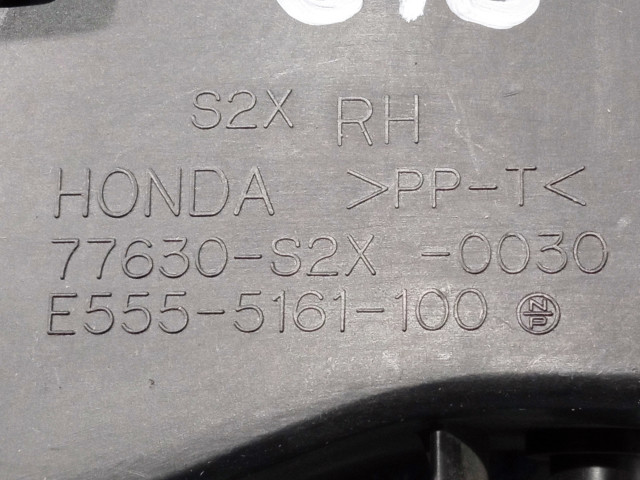 S2X RH
HONDA >PP-T<
77630-S2X -0030
E555-5161-100 NP